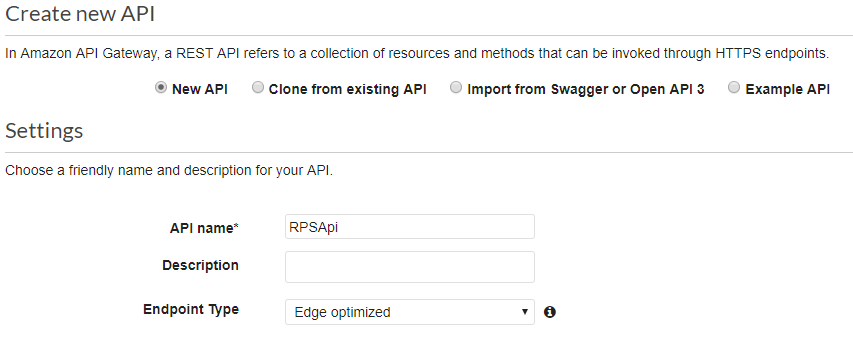 Create new API
In Amazon API Gateway, a REST API refers to a collection of resources and methods that can be invoked through HTTPS endpoints.
New API Clone from existing API Import from Swagger or Open API 3 Example API
Settings
Choose a friendly name and description for your API.
API name* RPSApi
Description
Endpoint Type Edge optimized